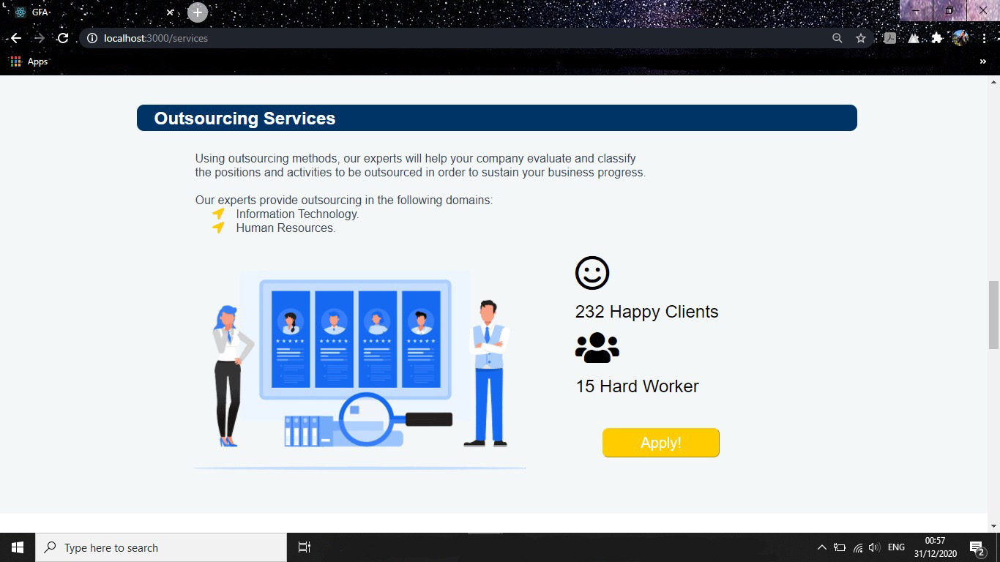 GFA
localhost:3000/services
Apps
»
Outsourcing Services
Using outsourcing methods, our experts will help your company evaluate and classify
the positions and activities to be outsourced in order to sustain your business progress.
Our experts provide outsourcing in the following domains:
Information Technology.
Human Resources.
232 Happy Clients
15 Hard Worker
Apply!
Type here to search
ENG
00:57
31/12/2020
2